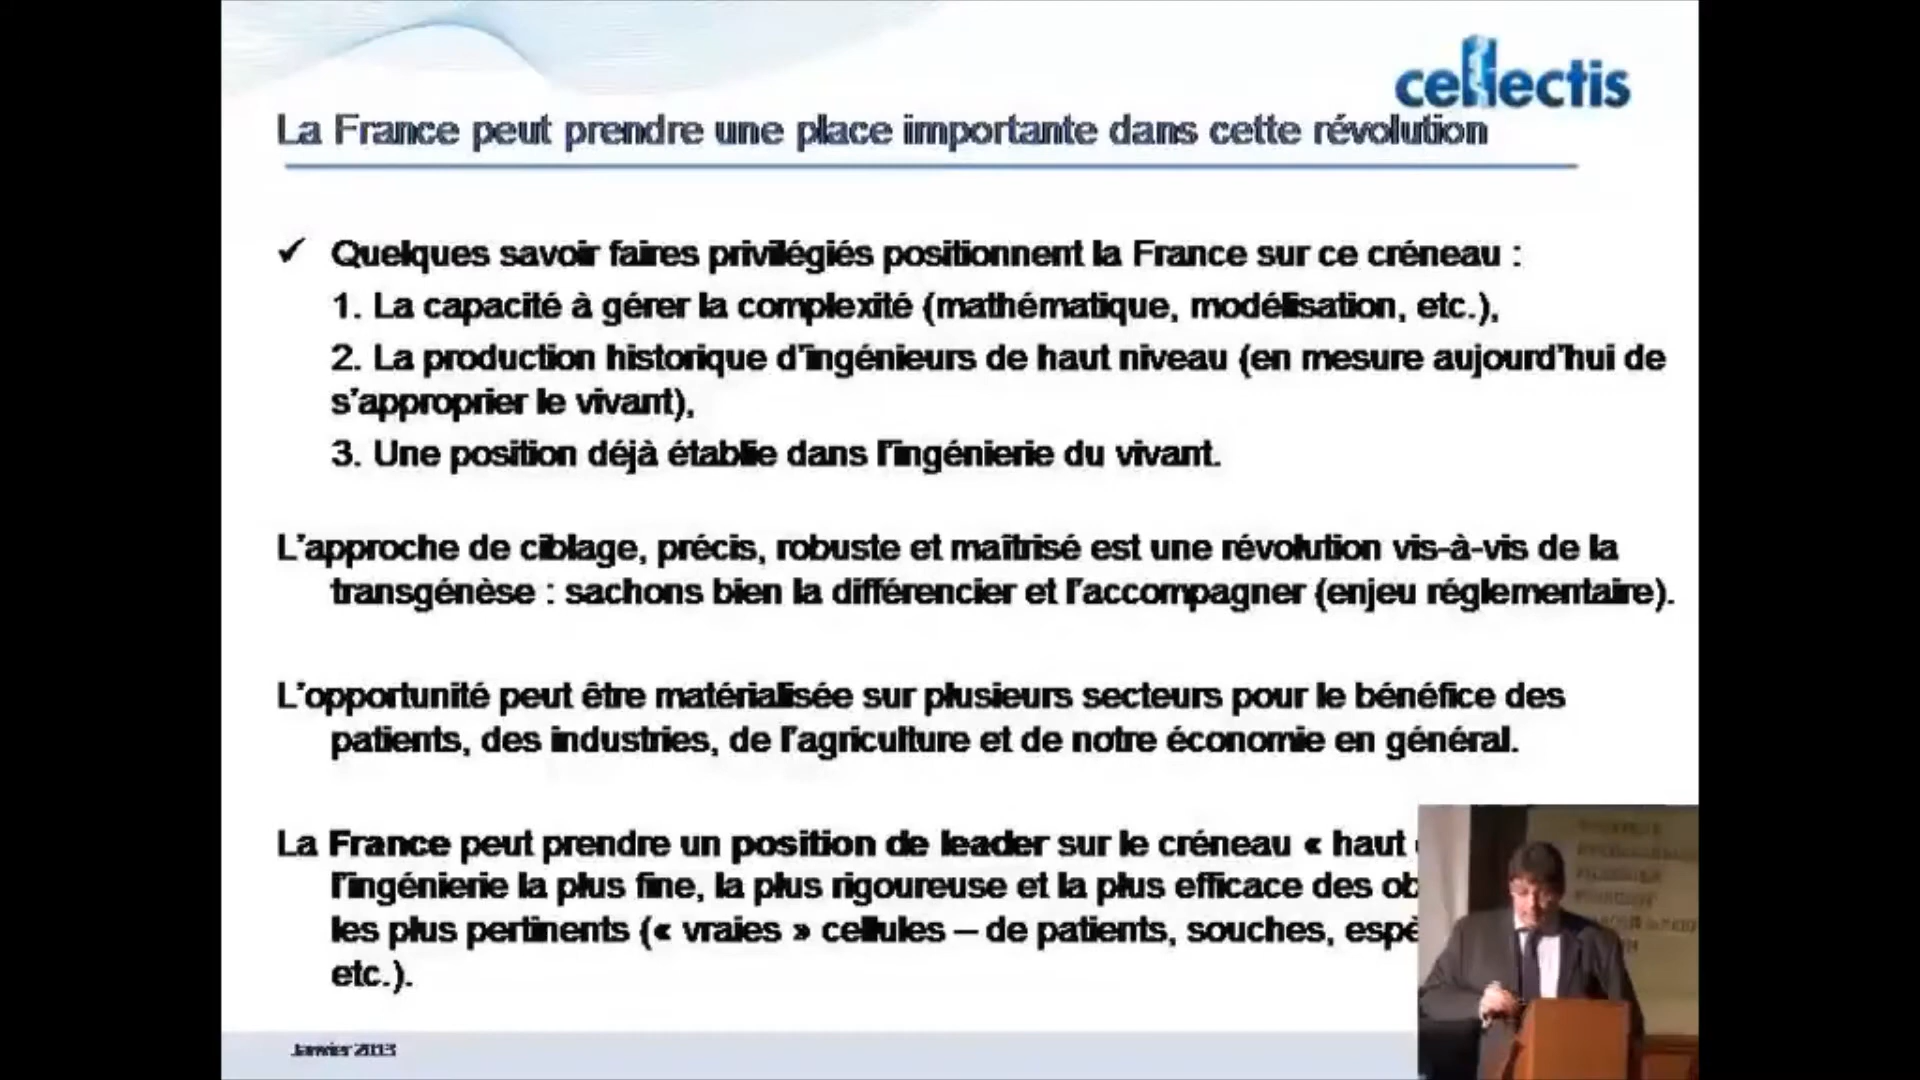 cellectis
La France peut prendre une place importante dans cette révolution
✓ Quelques savoir faires privilégiés positionnent la France sur ce créneau :
1. La capacité à gérer la complexité (mathématique, modélisation, etc.),
2. La production historique d'ingénieurs de haut niveau (en mesure aujourd'hui de
s'approprier le vivant),
3. Une position déjà établie dans l'ingénierie du vivant.
L'approche de ciblage, précis, robuste et maîtrisé est une révolution vis-à-vis de la
transgénèse : sachons bien la différencier et l'accompagner (enjeu réglementaire).
L'opportunité peut être matérialisée sur plusieurs secteurs pour le bénéfice des
patients, des industries, de l'agriculture et de notre économie en général.
La France peut prendre un position de leader sur le créneau « haut
l'ingénierie la plus fine, la plus rigoureuse et la plus efficace des
les plus pertinents (« vraies » cellules – de patients, souches,
etc.).
Janvier 2013